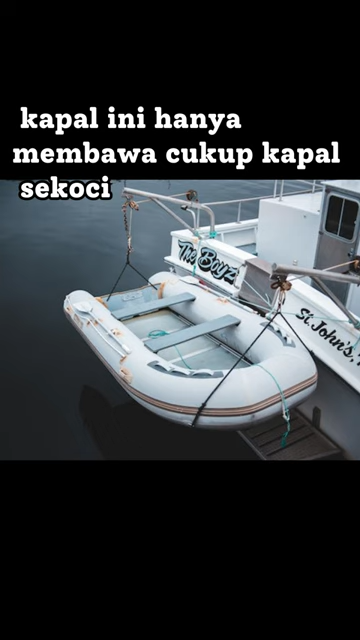 kapal ini hanya
membawa cukup kapal
sekoci
The Boyz
St. John's,